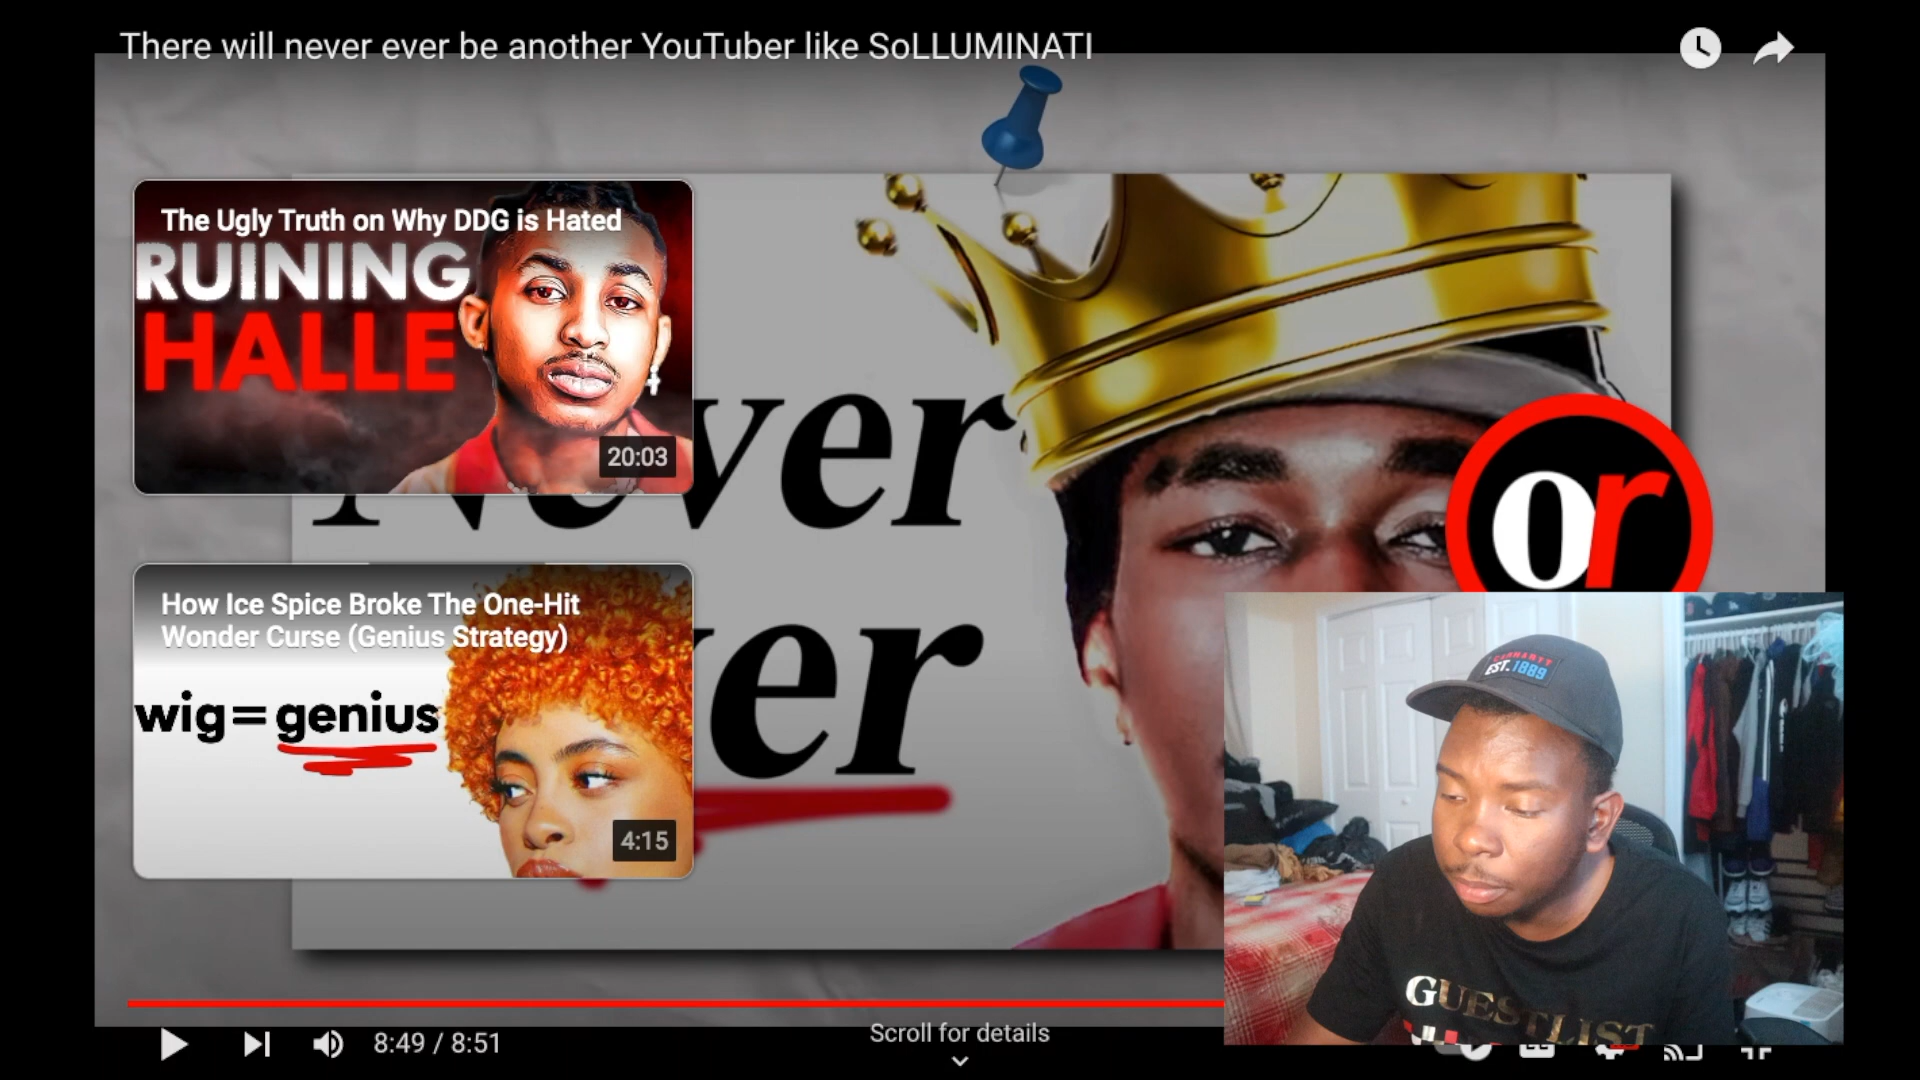 There will never ever be another YouTuber like SoLLUMINATI
The Ugly Truth on Why DDG is Hated
RUINING
HALLE
20:03
Never
or
How Ice Spice Broke The One-Hit
Wonder Curse (Genius Strategy)
wig=genius
4:15
CARHARTT
EST. 1889
GUESTLIST
8:49 / 8:51
Scroll for details